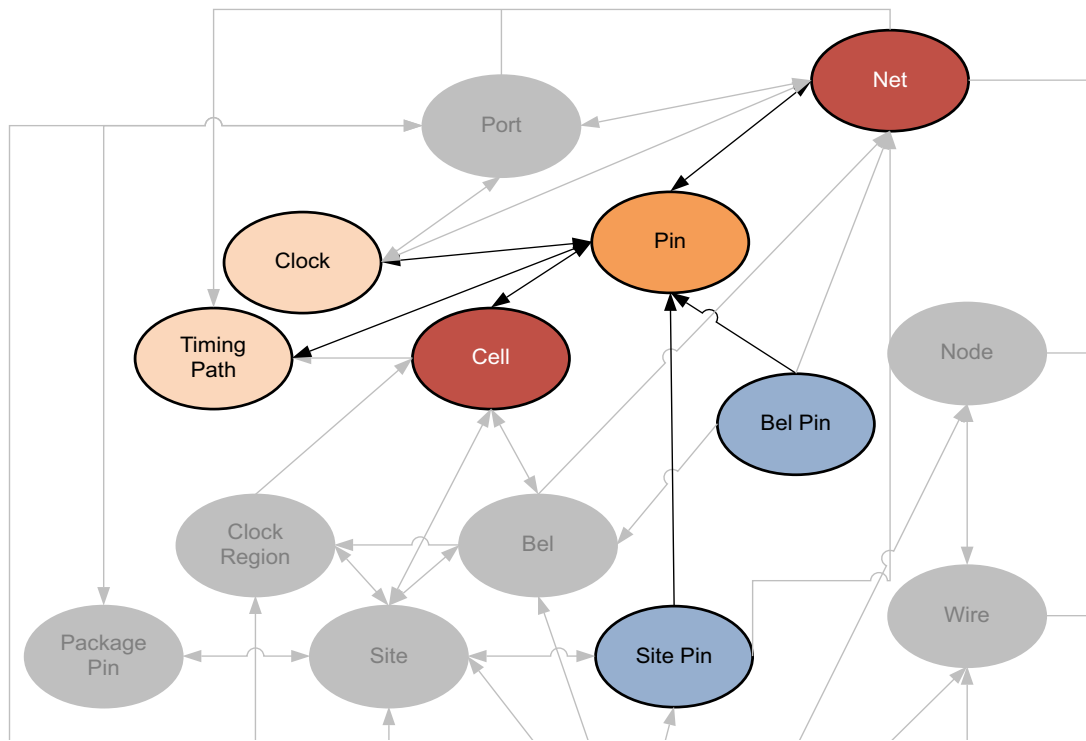 Net
Port
Pin
Clock
Timing
Path
Cell
Node
Bel Pin
Clock
Region
Bel
Package
Pin
Site
Site Pin
Wire